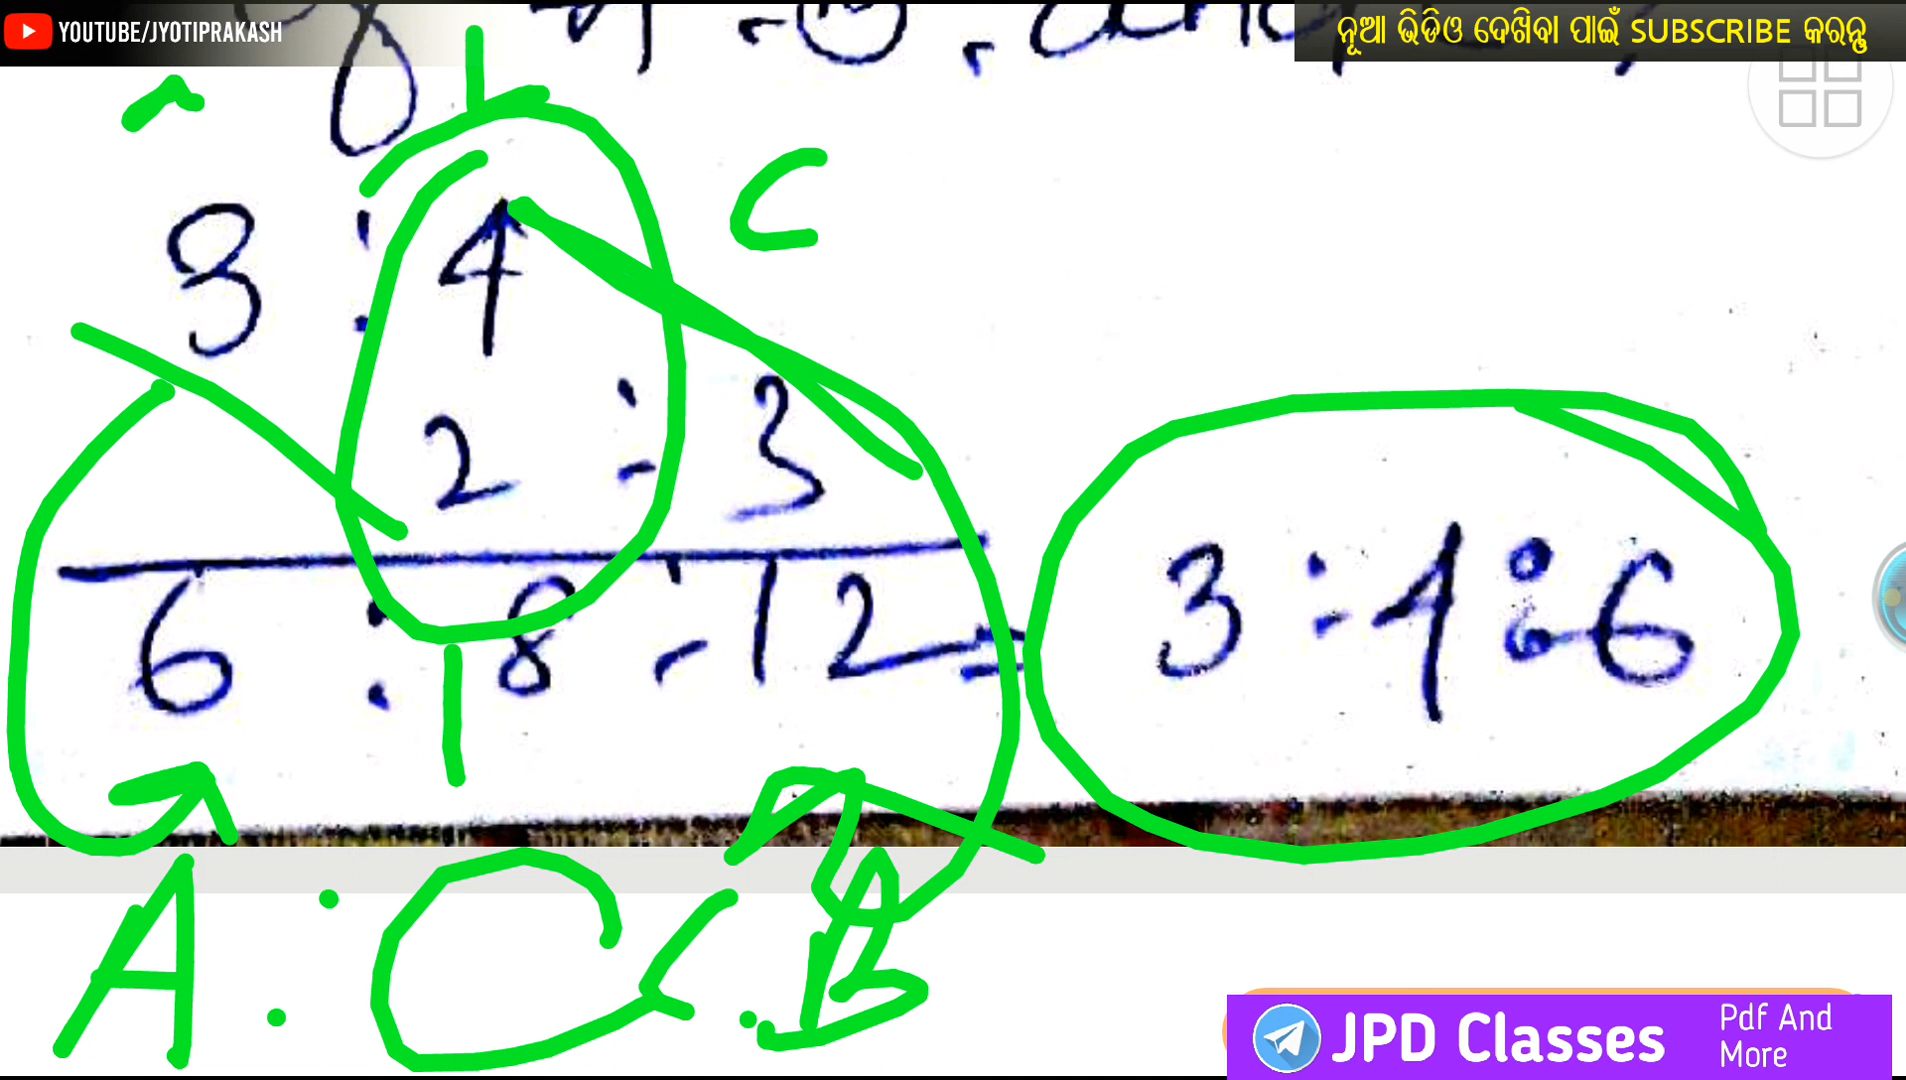 YOUTUBE/JYOTIPRAKASH
ନୂଆ ଭିଡିଓ ଦେଖିବା ପାଇଁ SUBSCRIBE କରନ୍ତୁ
C
3 : 4
2 : 3
6 : 8 : 12 = 3 : 4 : 6
A : C : B
JPD Classes
Pdf And
More